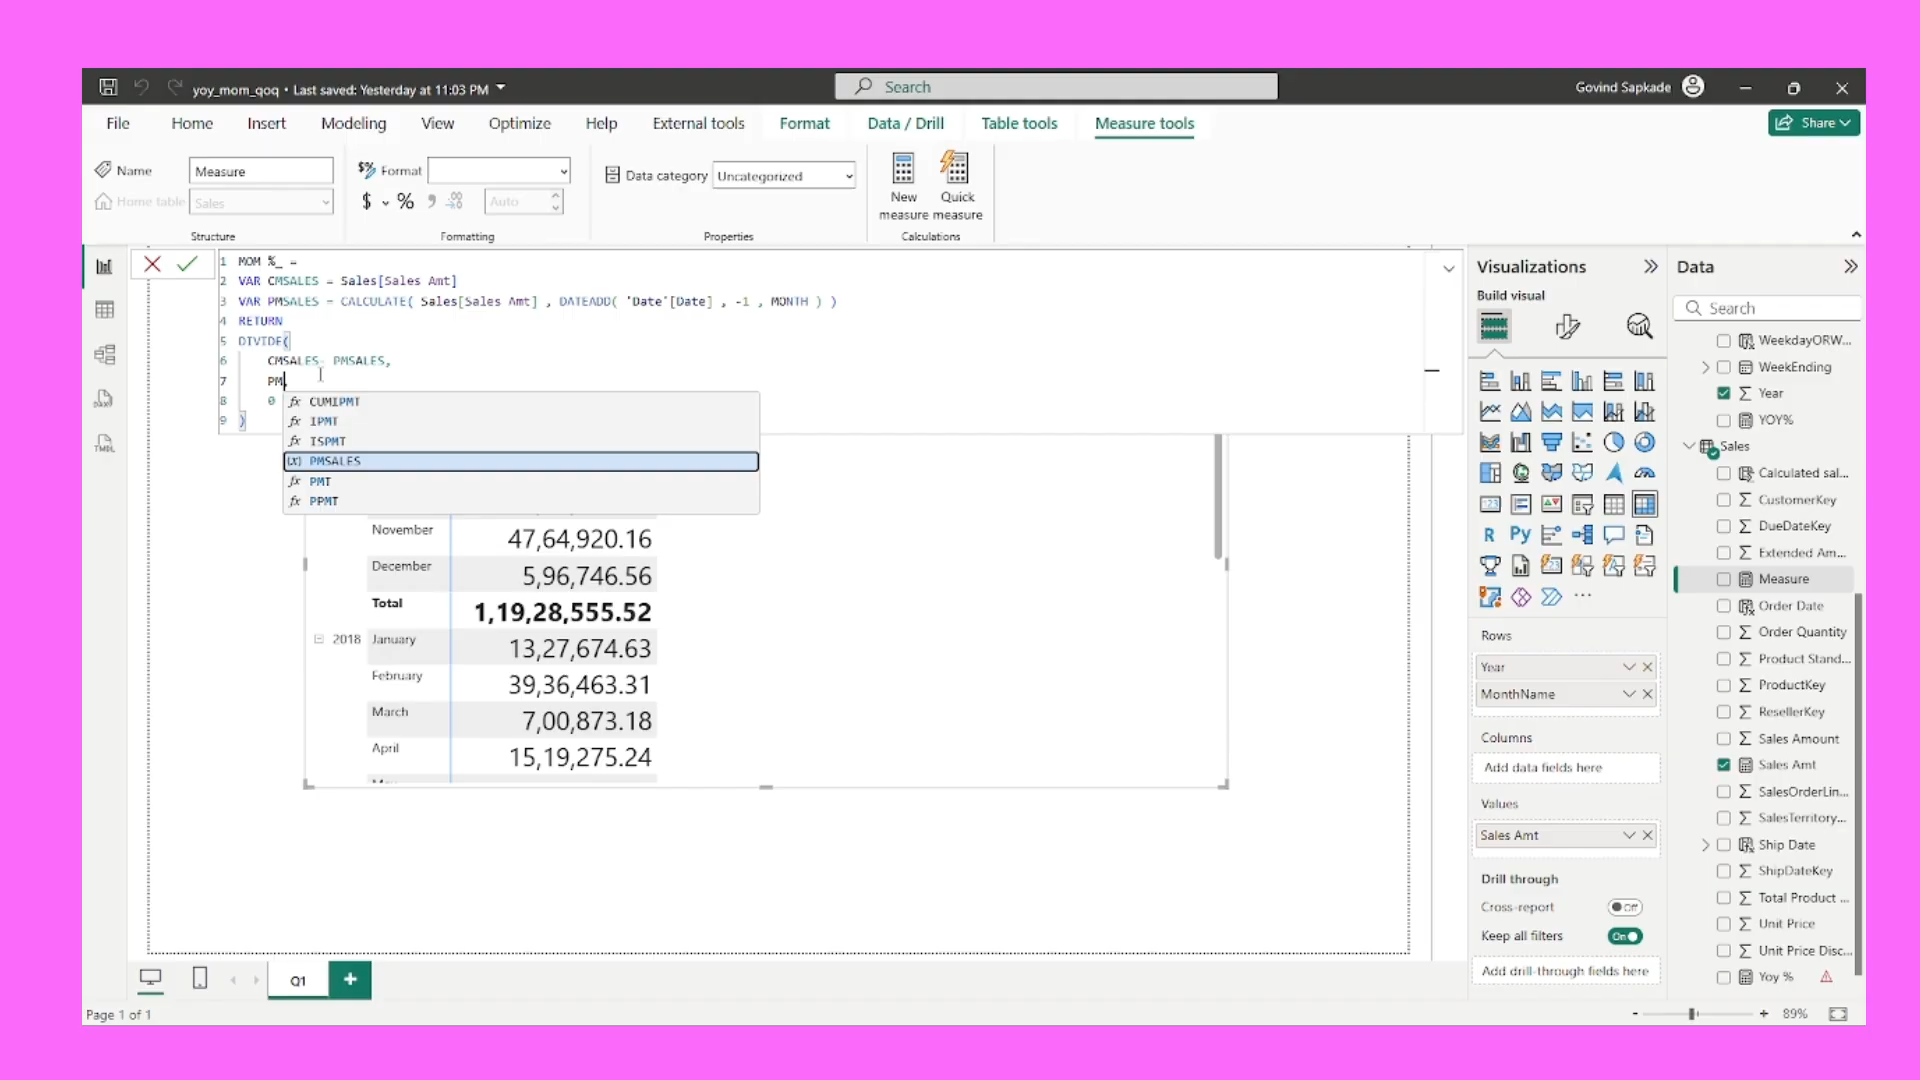 yoy_mom_qoq • Last saved: Yesterday at 11:03 PM
Search
Govind Sapkade
File Home Insert Modeling View Optimize Help External tools Format Data / Drill Table tools Measure tools
Share
Name Measure
Home table Sales
Structure
Format
$ % Auto
Formatting
Data category Uncategorized
Properties
New measure
Quick measure
Calculations
1 MOM %_ =
2 VAR CMSALES = Sales[Sales Amt]
3 VAR PMSALES = CALCULATE( Sales[Sales Amt] , DATEADD( 'Date'[Date] , -1 , MONTH ) )
4 RETURN
5 DIVIDE(
6 CMSALES- PMSALES,
7 PM,
8 0
9 )
fx CUMIPMT
fx IPMT
fx ISPMT
(x) PMSALES
fx PMT
fx PPMT
November 47,64,920.16
December 5,96,746.56
Total 1,19,28,555.52
2018 January 13,27,674.63
February 39,36,463.31
March 7,00,873.18
April 15,19,275.24
Visualizations
Build visual
R Py
123
Rows
Year
MonthName
Columns
Add data fields here
Values
Sales Amt
Drill through
Cross-report Off
Keep all filters On
Add drill-through fields here
Data
Search
WeekdayORW...
WeekEnding
Year
YOY%
Sales
Calculated sal...
CustomerKey
DueDateKey
Extended Am...
Measure
Order Date
Order Quantity
Product Stand...
ProductKey
ResellerKey
Sales Amount
Sales Amt
SalesOrderLin...
SalesTerritory...
Ship Date
ShipDateKey
Total Product ...
Unit Price
Unit Price Disc...
Yoy %
Q1
Page 1 of 1
- + 89%